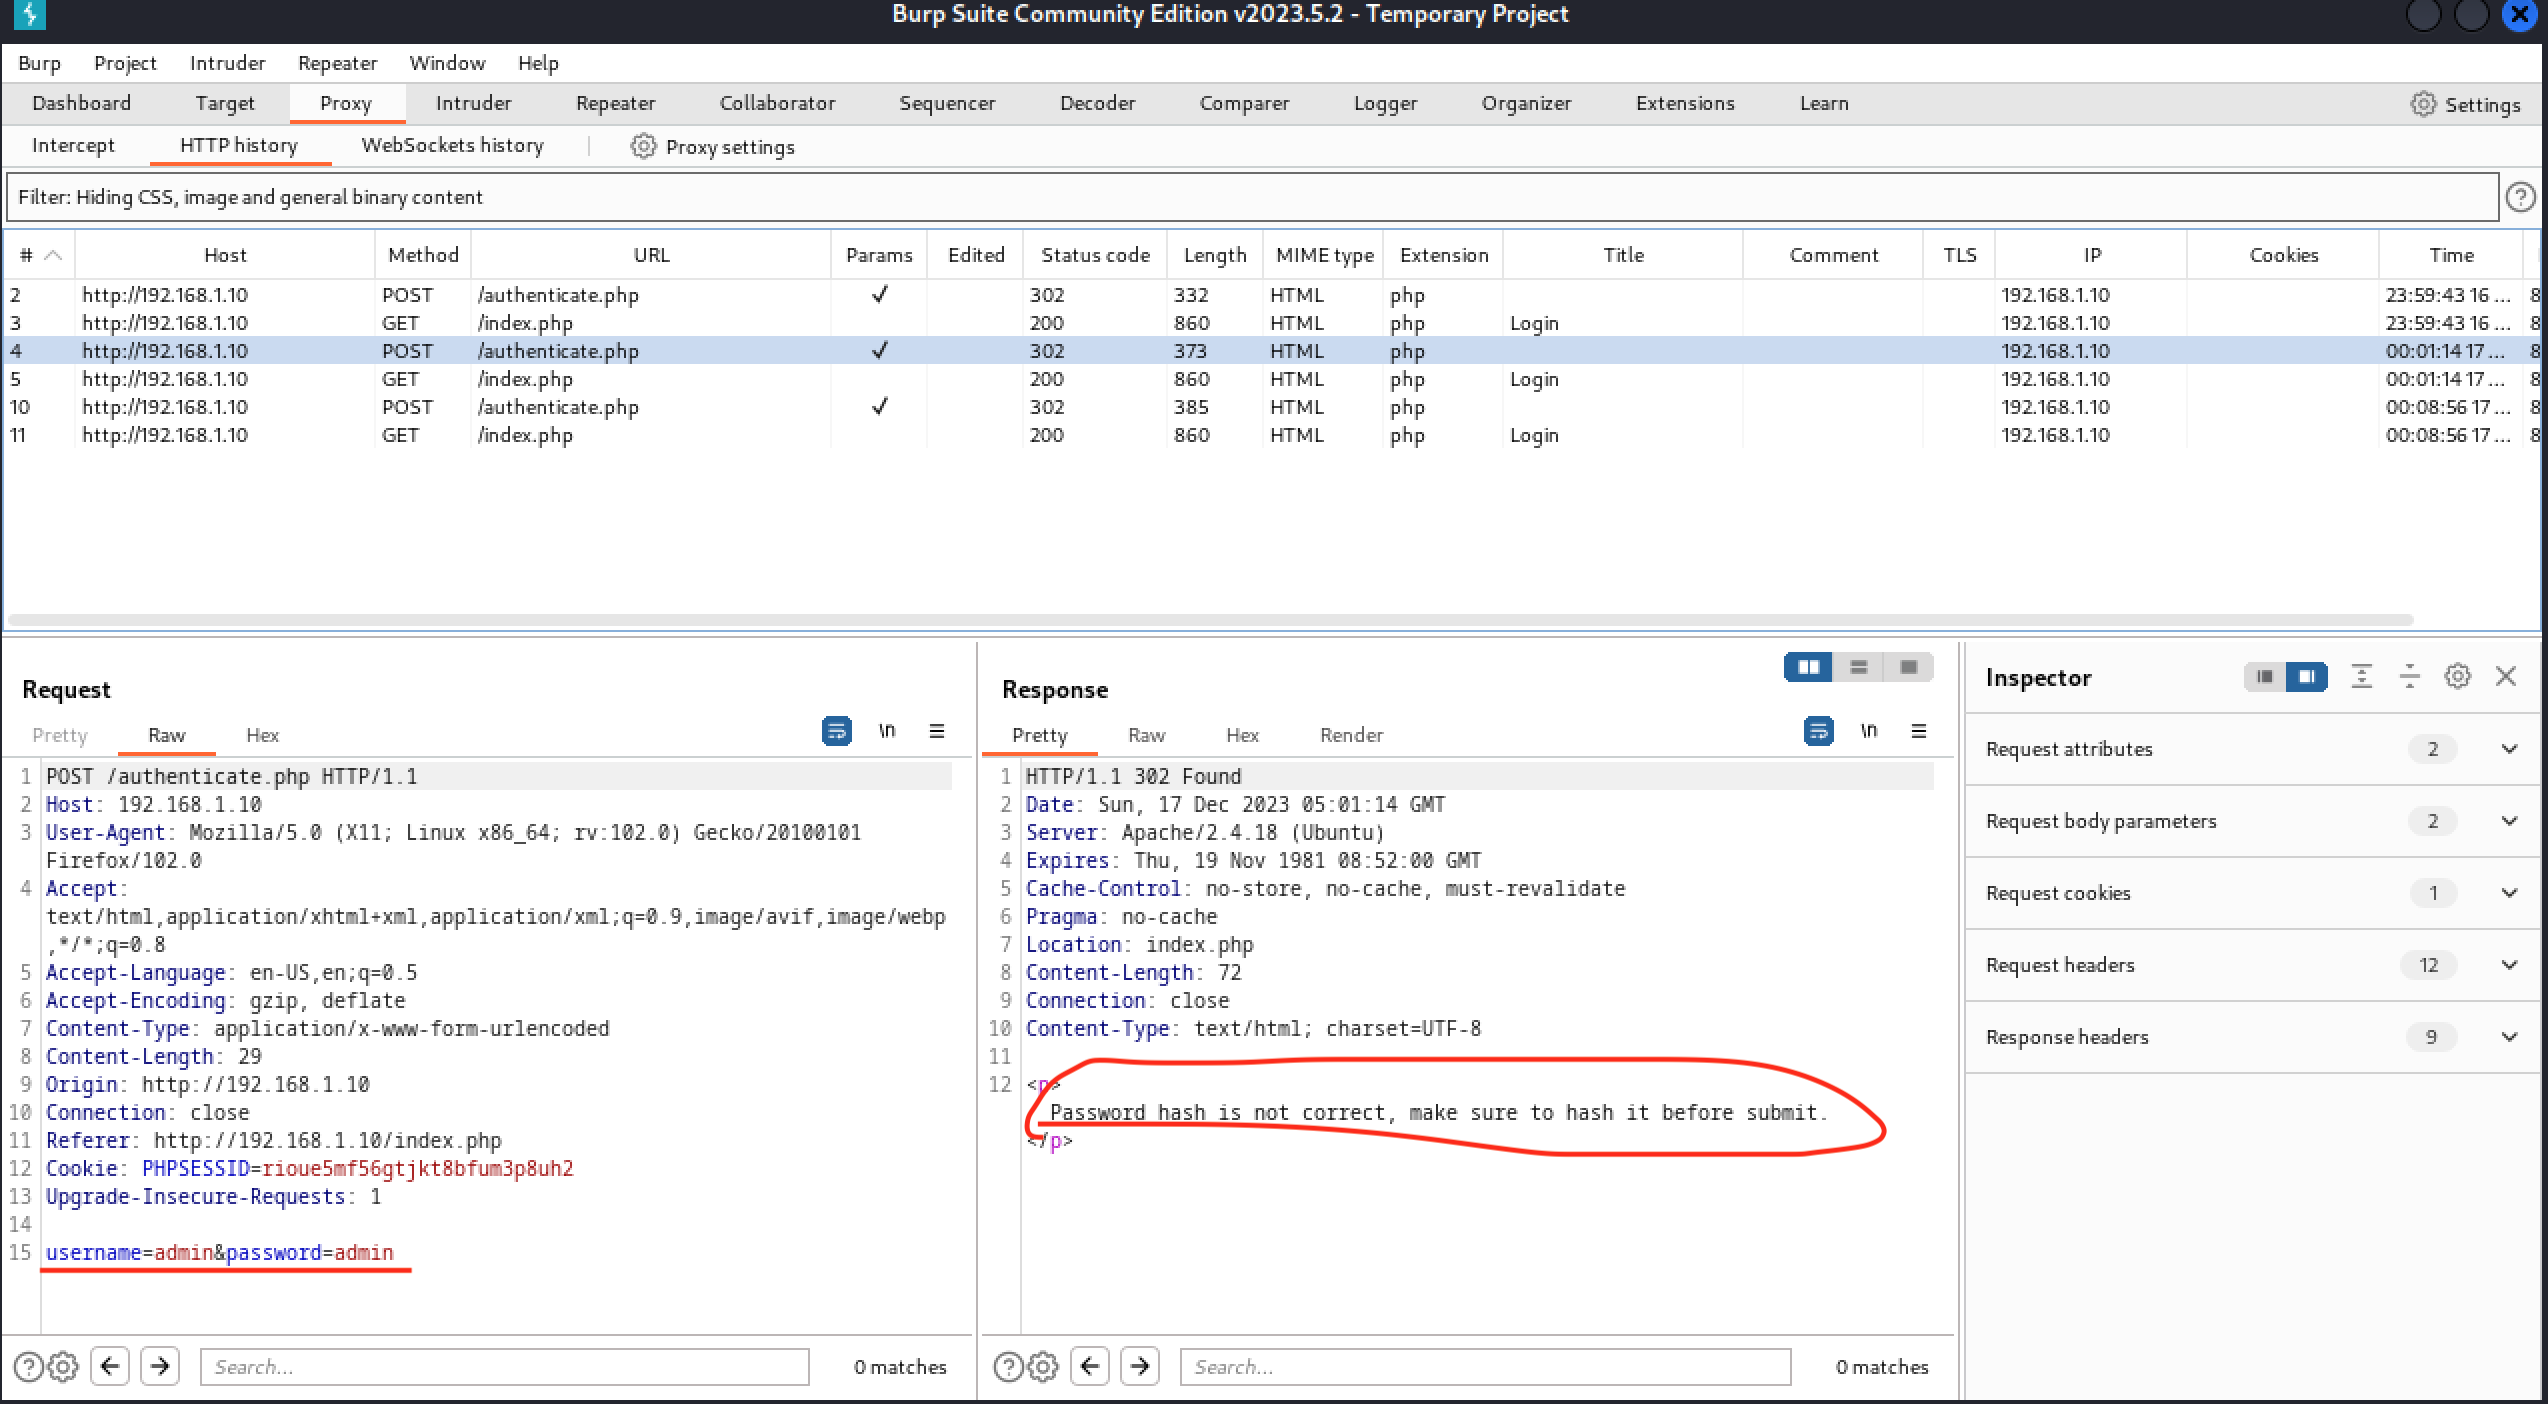 Burp Suite Community Edition v2023.5.2 - Temporary Project
Burp Project Intruder Repeater Window Help
Dashboard Target Proxy Intruder Repeater Collaborator Sequencer Decoder Comparer Logger Organizer Extensions Learn Settings
Intercept HTTP history WebSockets history Proxy settings
Filter: Hiding CSS, image and general binary content
# Host Method URL Params Edited Status code Length MIME type Extension Title Comment TLS IP Cookies Time
2 http://192.168.1.10 POST /authenticate.php ✓ 302 332 HTML php 192.168.1.10 23:59:43 16 ... 8
3 http://192.168.1.10 GET /index.php 200 860 HTML php Login 192.168.1.10 23:59:43 16 ... 8
4 http://192.168.1.10 POST /authenticate.php ✓ 302 373 HTML php 192.168.1.10 00:01:14 17 ... 8
5 http://192.168.1.10 GET /index.php 200 860 HTML php Login 192.168.1.10 00:01:14 17 ... 8
10 http://192.168.1.10 POST /authenticate.php ✓ 302 385 HTML php 192.168.1.10 00:08:56 17 ... 8
11 http://192.168.1.10 GET /index.php 200 860 HTML php Login 192.168.1.10 00:08:56 17 ... 8
Request
Pretty Raw Hex \n
1 POST /authenticate.php HTTP/1.1
2 Host: 192.168.1.10
3 User-Agent: Mozilla/5.0 (X11; Linux x86_64; rv:102.0) Gecko/20100101
Firefox/102.0
4 Accept:
text/html,application/xhtml+xml,application/xml;q=0.9,image/avif,image/webp
,*/*;q=0.8
5 Accept-Language: en-US,en;q=0.5
6 Accept-Encoding: gzip, deflate
7 Content-Type: application/x-www-form-urlencoded
8 Content-Length: 29
9 Origin: http://192.168.1.10
10 Connection: close
11 Referer: http://192.168.1.10/index.php
12 Cookie: PHPSESSID=rioue5mf56gtjkt8bfum3p8uh2
13 Upgrade-Insecure-Requests: 1
14
15 username=admin&password=admin
Search... 0 matches
Response
Pretty Raw Hex Render \n
1 HTTP/1.1 302 Found
2 Date: Sun, 17 Dec 2023 05:01:14 GMT
3 Server: Apache/2.4.18 (Ubuntu)
4 Expires: Thu, 19 Nov 1981 08:52:00 GMT
5 Cache-Control: no-store, no-cache, must-revalidate
6 Pragma: no-cache
7 Location: index.php
8 Content-Length: 72
9 Connection: close
10 Content-Type: text/html; charset=UTF-8
11
12 <p>
Password hash is not correct, make sure to hash it before submit.
</p>
Search... 0 matches
Inspector
Request attributes 2
Request body parameters 2
Request cookies 1
Request headers 12
Response headers 9